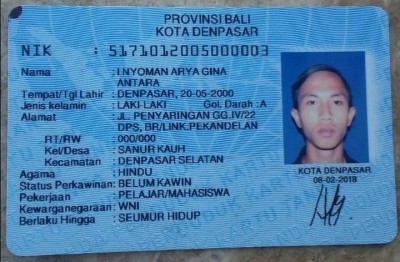 PROVINSI BALI
KOTA DENPASAR
NIK : 5171012005000003
Nama : I NYOMAN ARYA GINA
ANTARA
Tempat/Tgl Lahir : DENPASAR, 20-05-2000
Jenis kelamin : LAKI-LAKI Gol. Darah :A
Alamat : JL. PENYARINGAN GG.IV/22
DPS, BR/LINK.PEKANDELAN
RT/RW : 000/000
Kel/Desa : SANUR KAUH
Kecamatan : DENPASAR SELATAN
Agama : HINDU
Status Perkawinan: BELUM KAWIN
Pekerjaan : PELAJAR/MAHASISWA
Kewarganegaraan: WNI
Berlaku Hingga : SEUMUR HIDUP
KOTA DENPASAR
08-02-2018